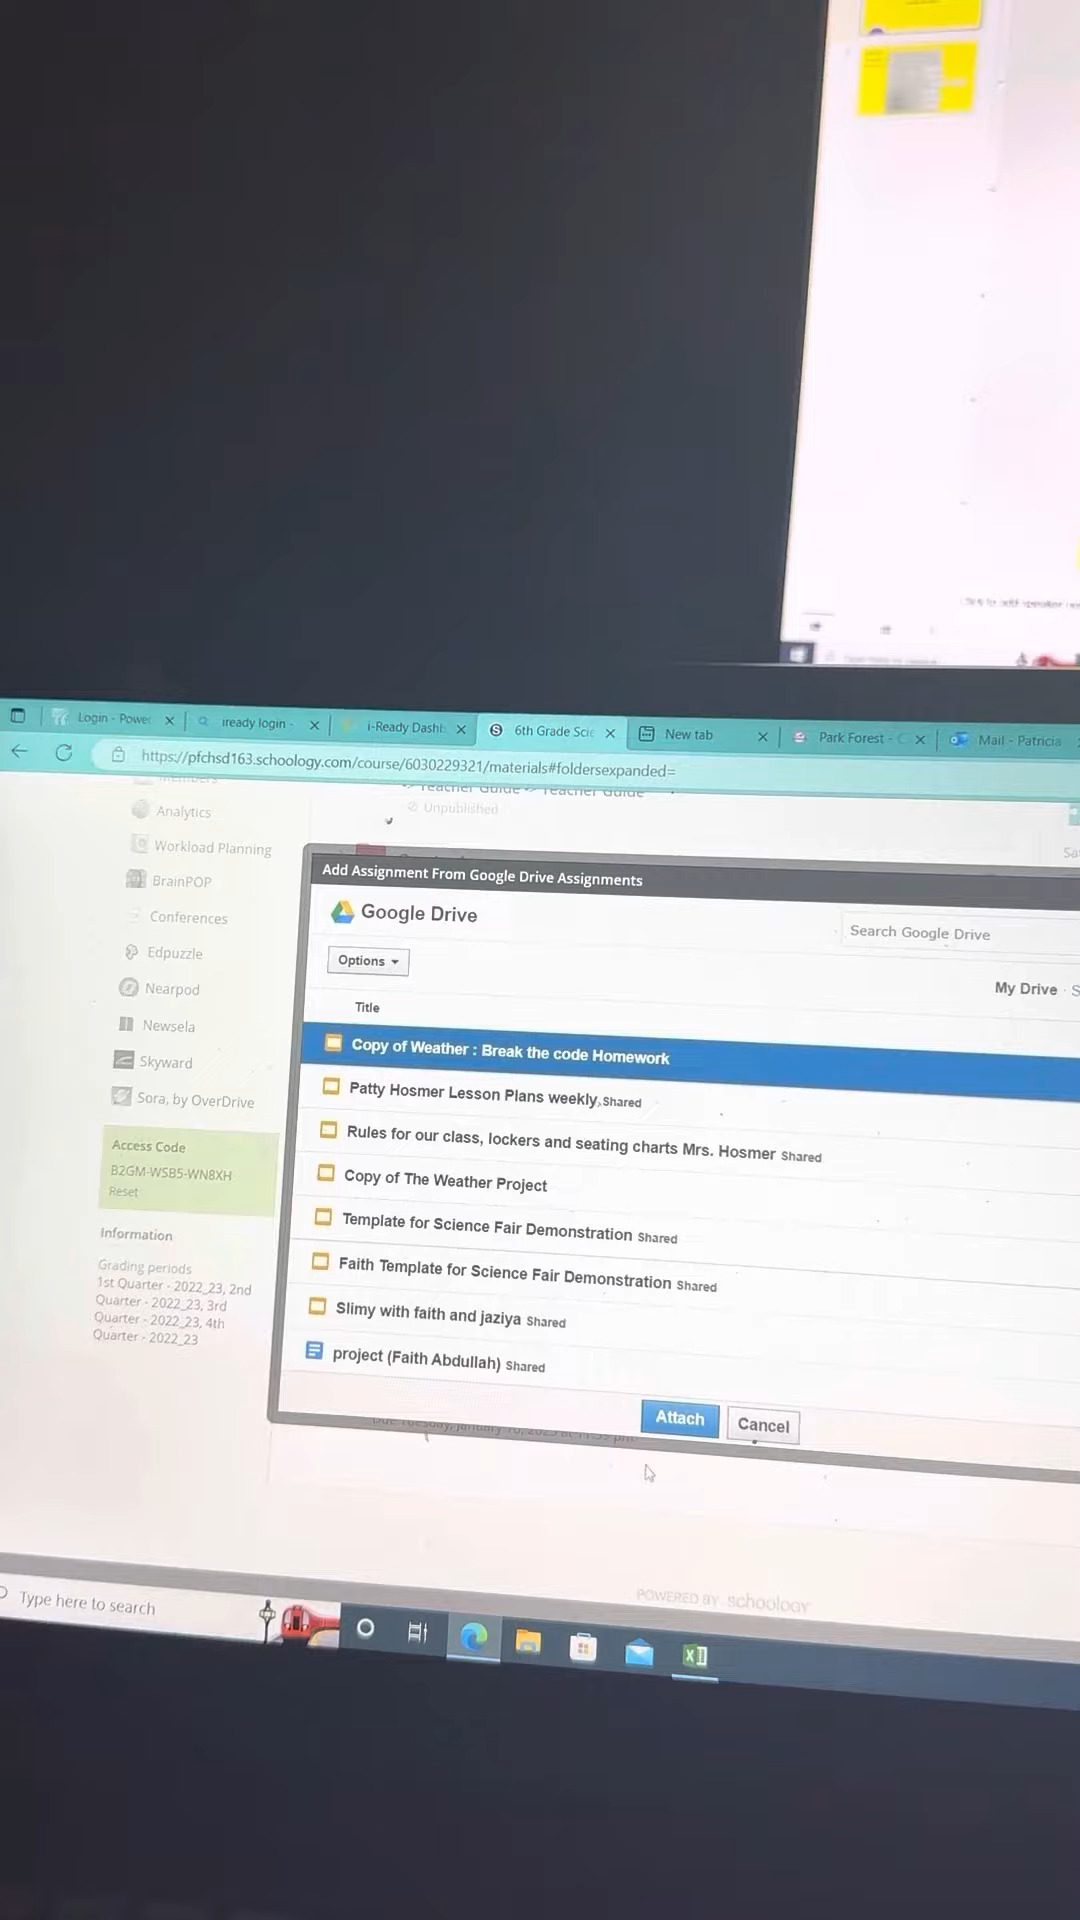 Login - Power
iready login -
i-Ready Dashb
6th Grade Scie
New tab
Park Forest - C
Mail - Patricia
https://pfchsd163.schoology.com/course/6030229321/materials#foldersexpanded=
Members
Teacher Guide
Teacher Guide
Unpublished
Analytics
Workload Planning
BrainPOP
Conferences
Edpuzzle
Nearpod
Newsela
Skyward
Sora, by OverDrive
Access Code
B2GM-WSB5-WN8XH
Reset
Information
Grading periods
1st Quarter - 2022_23, 2nd
Quarter - 2022_23, 3rd
Quarter - 2022_23, 4th
Quarter - 2022_23
Add Assignment From Google Drive Assignments
Google Drive
Search Google Drive
Options
My Drive · S
Title
Copy of Weather : Break the code Homework
Patty Hosmer Lesson Plans weekly, Shared
Rules for our class, lockers and seating charts Mrs. Hosmer Shared
Copy of The Weather Project
Template for Science Fair Demonstration Shared
Faith Template for Science Fair Demonstration Shared
Slimy with faith and jaziya Shared
project (Faith Abdullah) Shared
Attach
Cancel
POWERED BY schoology
Type here to search